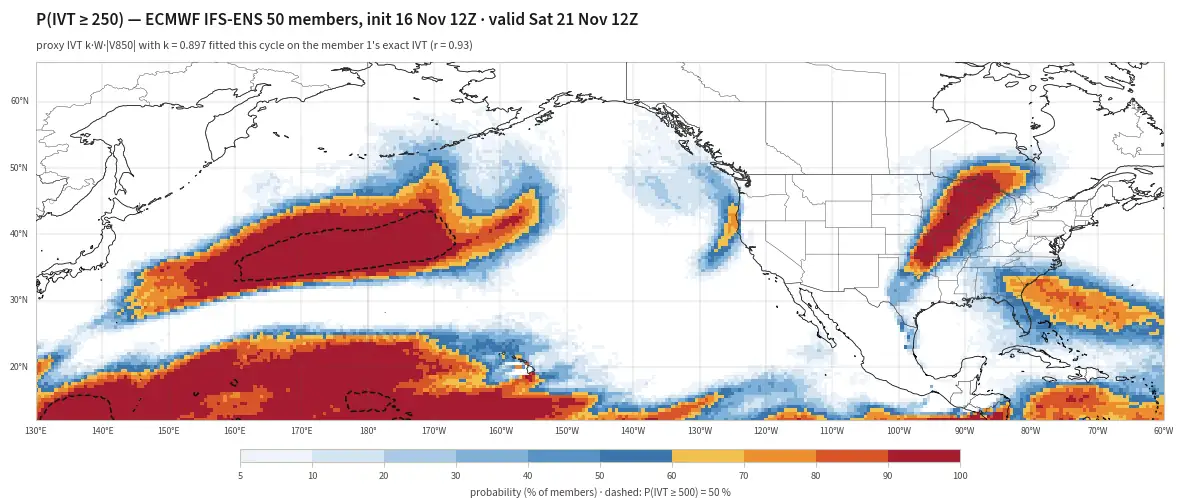 P(IVT ≥ 250) — ECMWF IFS-ENS 50 members, init 16 Nov 12Z · valid Sat 21 Nov 12Z
proxy IVT k·W·|V850| with k = 0.897 fitted this cycle on the member 1's exact IVT (r = 0.93)
60°N
50°N
40°N
30°N
20°N
130°E 140°E 150°E 160°E 170°E 180° 170°W 160°W 150°W 140°W 130°W 120°W 110°W 100°W 90°W 80°W 70°W 60°W
5 10 20 30 40 50 60 70 80 90 100
probability (% of members) · dashed: P(IVT ≥ 500) = 50 %